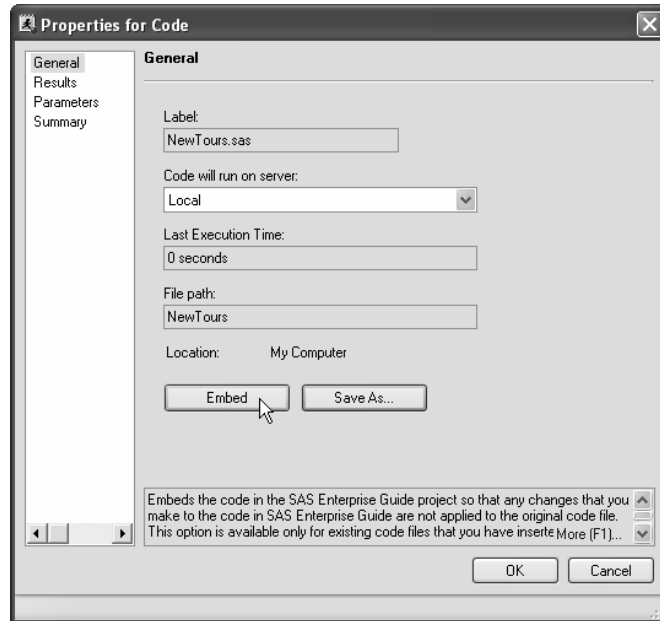 Properties for Code
General
Results
Parameters
Summary
General
Label:
NewTours.sas
Code will run on server:
Local
Last Execution Time:
0 seconds
File path:
NewTours
Location: My Computer
Embed Save As...
Embeds the code in the SAS Enterprise Guide project so that any changes that you
make to the code in SAS Enterprise Guide are not applied to the original code file.
This option is available only for existing code files that you have inserte More (F1)...
OK Cancel